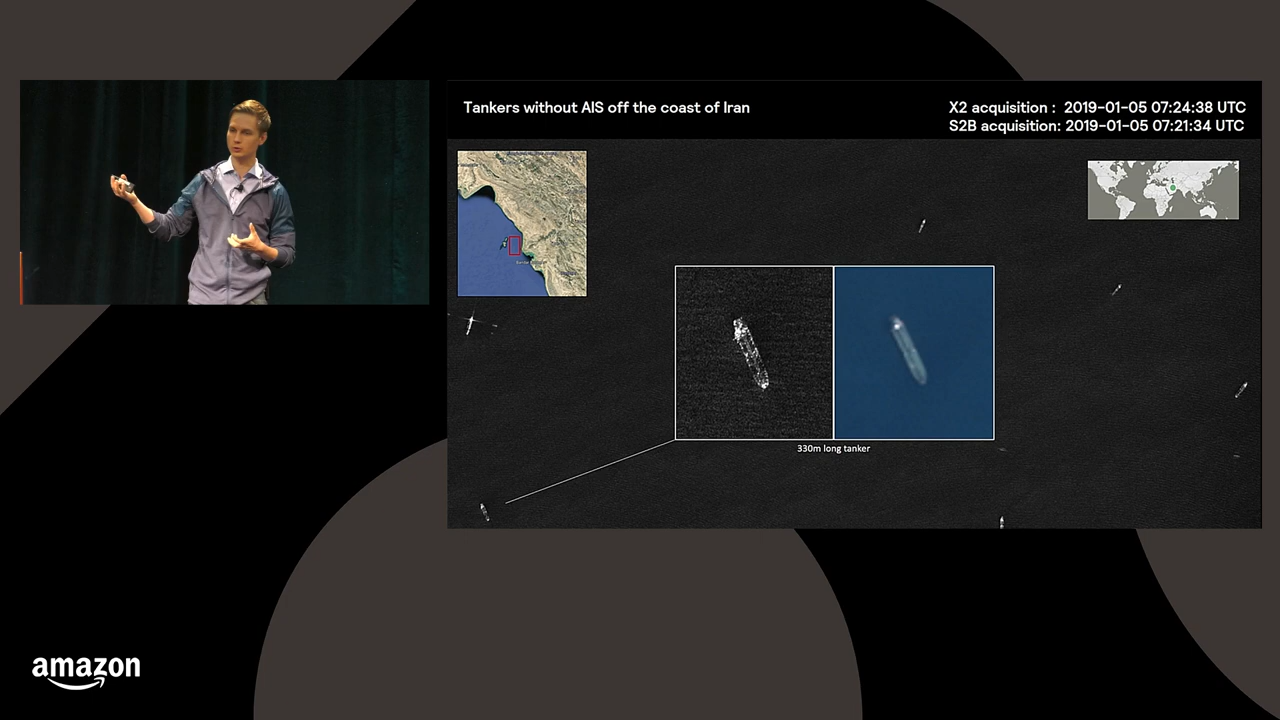 Tankers without AIS off the coast of Iran
X2 acquisition : 2019-01-05 07:24:38 UTC
S2B acquisition: 2019-01-05 07:21:34 UTC
330m long tanker
amazon